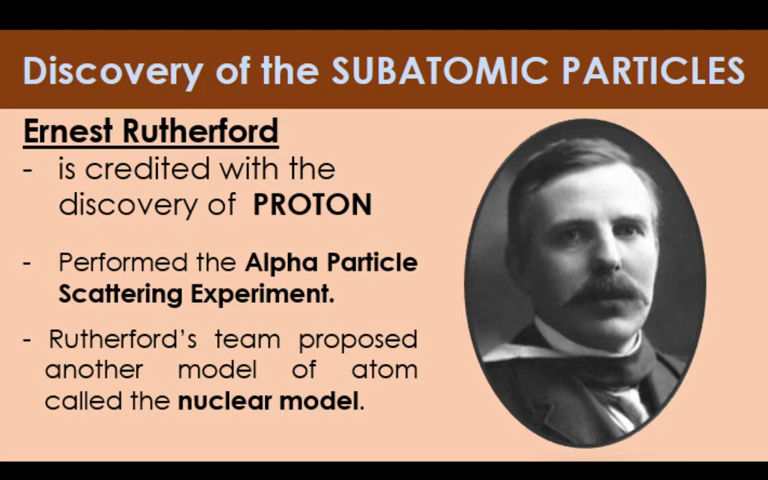 Discovery of the SUBATOMIC PARTICLES
Ernest Rutherford
- is credited with the
discovery of PROTON
- Performed the Alpha Particle
Scattering Experiment.
- Rutherford's team proposed
another model of atom
called the nuclear model.